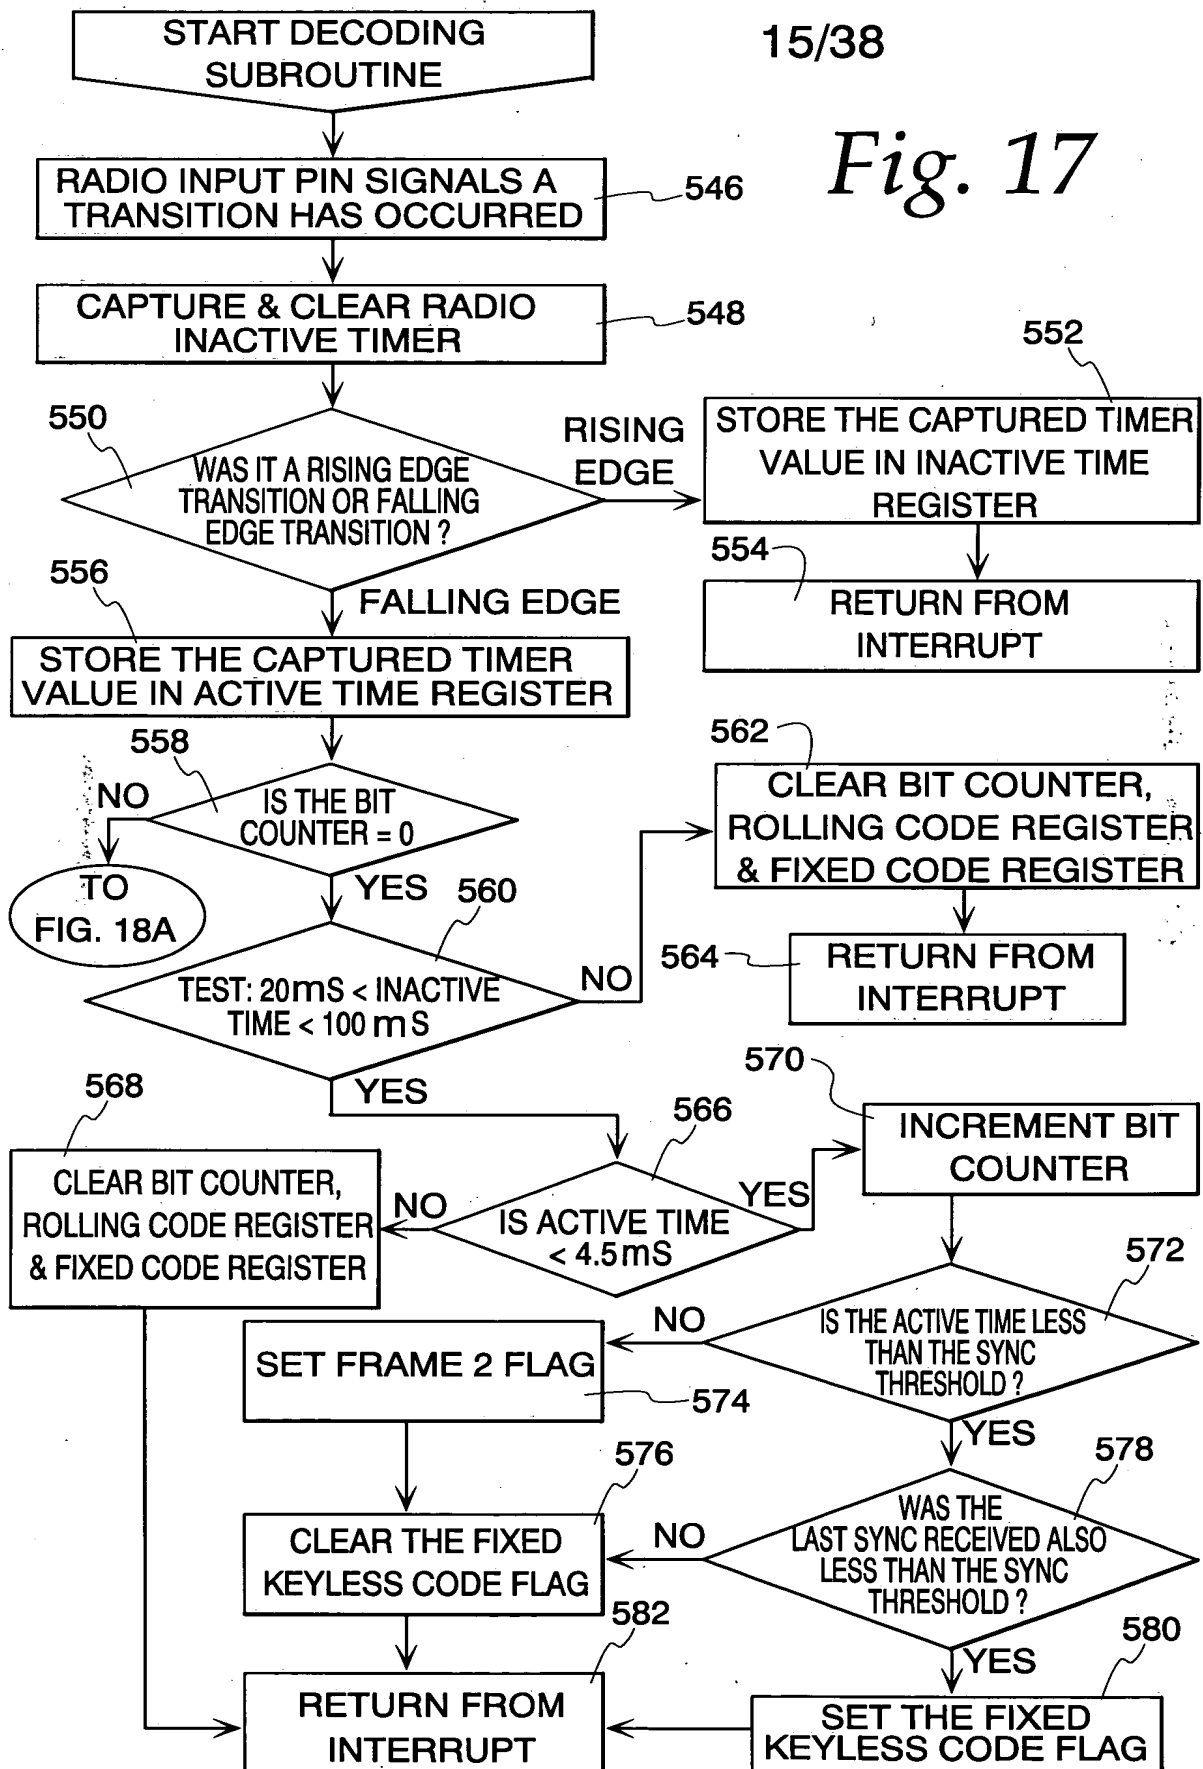 START DECODING
SUBROUTINE
15/38
Fig. 17
RADIO INPUT PIN SIGNALS A
TRANSITION HAS OCCURRED
546
CAPTURE & CLEAR RADIO
INACTIVE TIMER
548
550
WAS IT A RISING EDGE
TRANSITION OR FALLING
EDGE TRANSITION ?
RISING
EDGE
552
STORE THE CAPTURED TIMER
VALUE IN INACTIVE TIME
REGISTER
554
RETURN FROM
INTERRUPT
556
FALLING EDGE
STORE THE CAPTURED TIMER
VALUE IN ACTIVE TIME REGISTER
558
NO
IS THE BIT
COUNTER = 0
TO
FIG. 18A
YES
560
562
CLEAR BIT COUNTER,
ROLLING CODE REGISTER
& FIXED CODE REGISTER
TEST: 20mS < INACTIVE
TIME < 100 mS
NO
564
RETURN FROM
INTERRUPT
YES
566
568
CLEAR BIT COUNTER,
ROLLING CODE REGISTER
& FIXED CODE REGISTER
NO
IS ACTIVE TIME
< 4.5mS
YES
570
INCREMENT BIT
COUNTER
572
IS THE ACTIVE TIME LESS
THAN THE SYNC
THRESHOLD ?
NO
SET FRAME 2 FLAG
574
YES
576
578
WAS THE
LAST SYNC RECEIVED ALSO
LESS THAN THE SYNC
THRESHOLD ?
NO
CLEAR THE FIXED
KEYLESS CODE FLAG
582
YES
580
RETURN FROM
INTERRUPT
SET THE FIXED
KEYLESS CODE FLAG